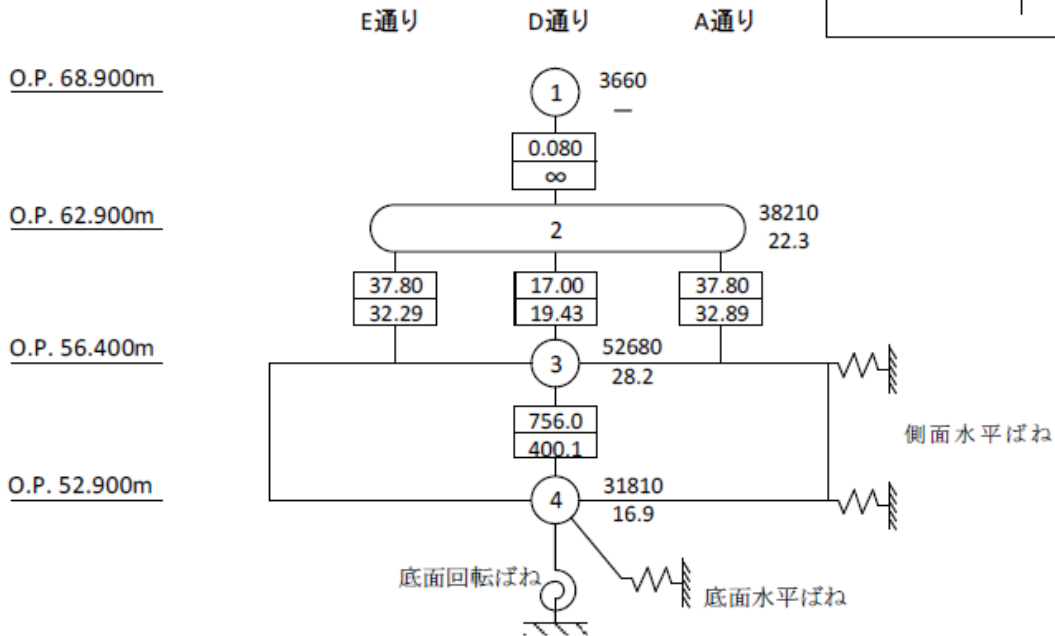 E通り D通り A通り
O.P. 68.900m
1
3660
—
0.080
∞
O.P. 62.900m
2
38210
22.3
37.80 17.00 37.80
32.29 19.43 32.89
O.P. 56.400m
3
52680
28.2
756.0
400.1
側面水平ばね
O.P. 52.900m
4
31810
16.9
底面回転ばね
底面水平ばね